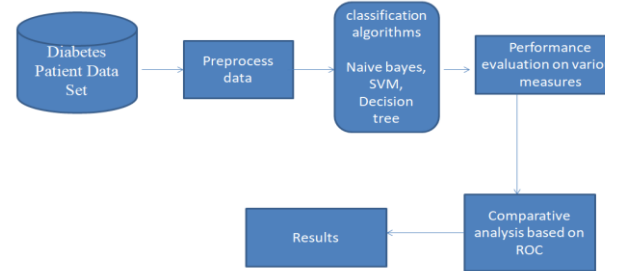 Diabetes
Patient Data
Set
Preprocess
data
classification
algorithms
Naive bayes,
SVM,
Decision
tree
Performance
evaluation on vario
measures
Comparative
analysis based on
ROC
Results